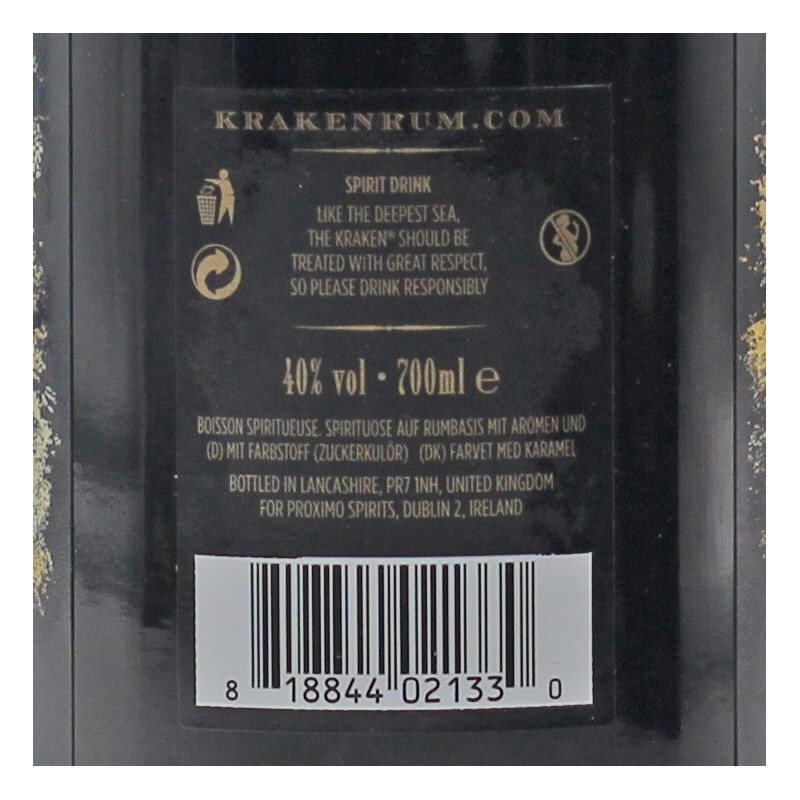 KRAKENRUM.COM
SPIRIT DRINK
LIKE THE DEEPEST SEA,
THE KRAKEN™ SHOULD BE
TREATED WITH GREAT RESPECT,
SO PLEASE DRINK RESPONSIBLY
40% vol • 700ml ℮
BOISSON SPIRITUEUSE. SPIRITUOSE AUF RUMBASIS MIT AROMEN UND
(D) MIT FARBSTOFF (ZUCKERKULÖR) (DK) FARVET MED KARAMEL
BOTTLED IN LANCASHIRE, PR7 1NH, UNITED KINGDOM
FOR PROXIMO SPIRITS, DUBLIN 2, IRELAND
8 18844 02133 0